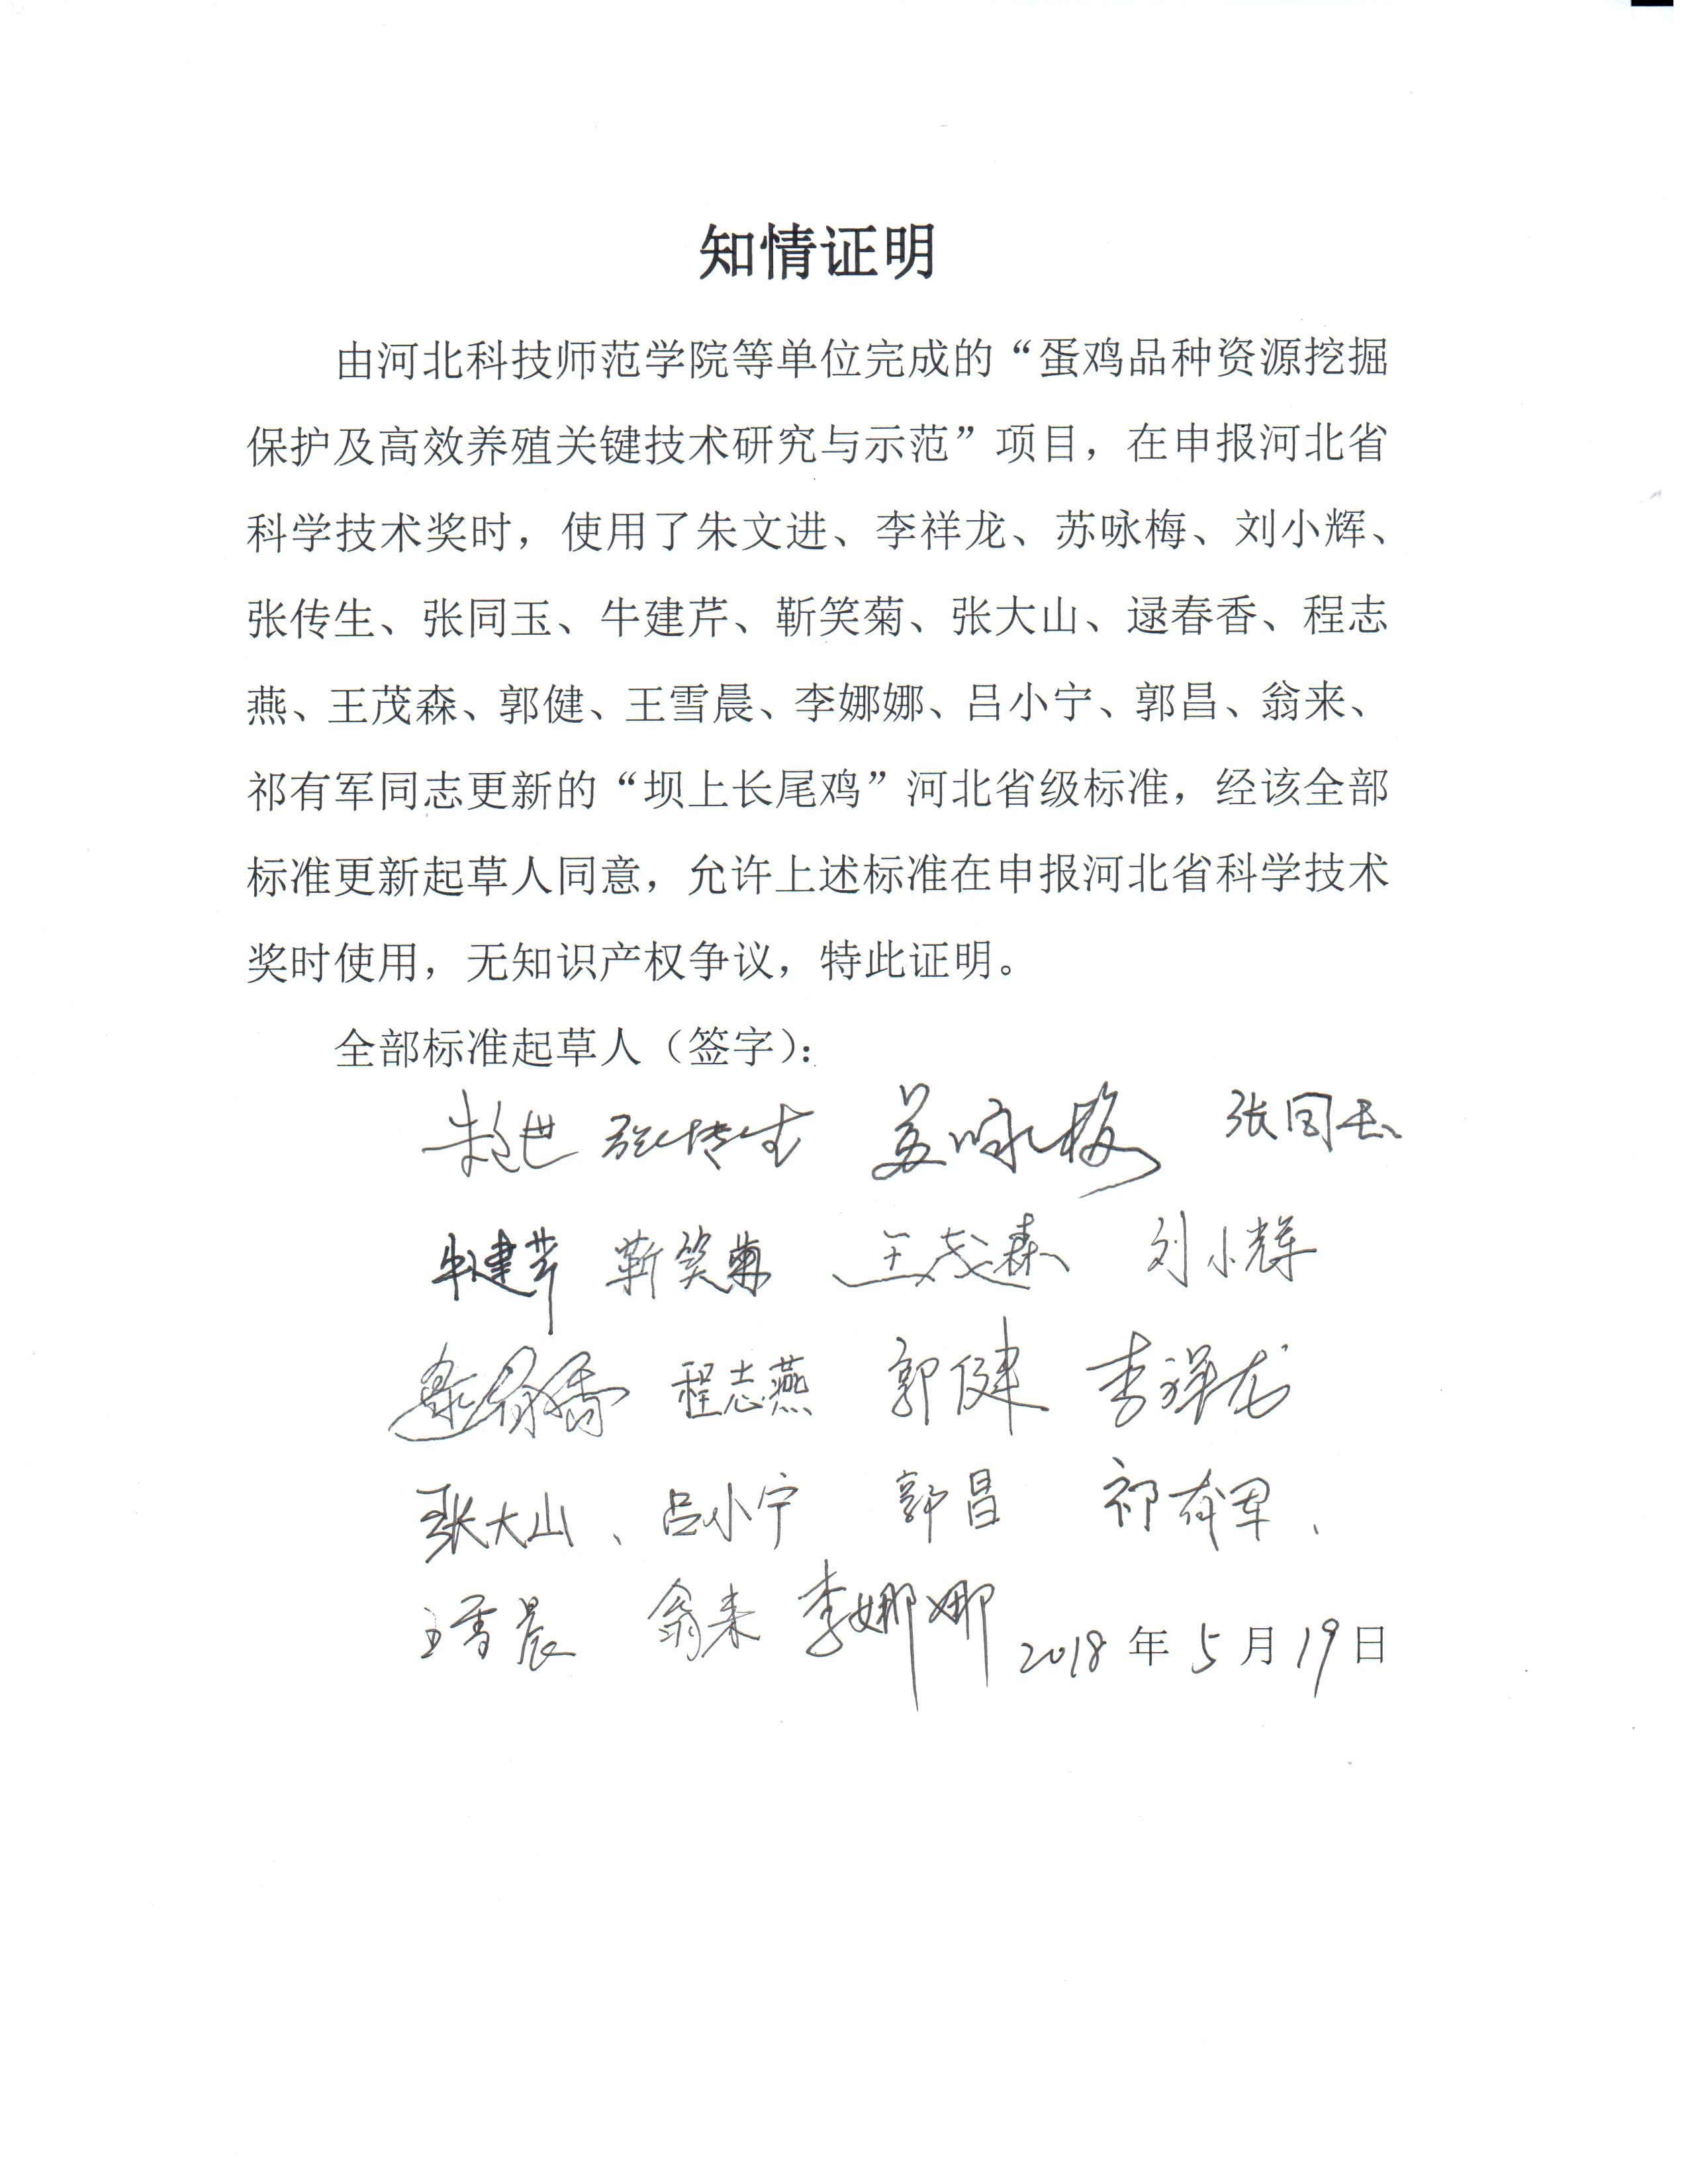 知情证明
由河北科技师范学院等单位完成的“蛋鸡品种资源挖掘
保护及高效养殖关键技术研究与示范”项目，在申报河北省
科学技术奖时，使用了朱文进、李祥龙、苏咏梅、刘小辉、
张传生、张同玉、牛建芹、靳笑菊、张大山、逯春香、程志
燕、王茂森、郭健、王雪晨、李娜娜、吕小宁、郭昌、翁来、
祁有军同志更新的“坝上长尾鸡”河北省级标准，经该全部
标准更新起草人同意，允许上述标准在申报河北省科学技术
奖时使用，无知识产权争议，特此证明。
全部标准起草人（签字）：
朱文进 张传生 苏咏梅 张同玉
牛建芹 靳笑菊 王茂森 刘小辉
逯春香 程志燕 郭健 李祥龙
张大山、吕小宁 郭昌 祁有军、
王雪晨 翁来 李娜娜 2018年5月19日